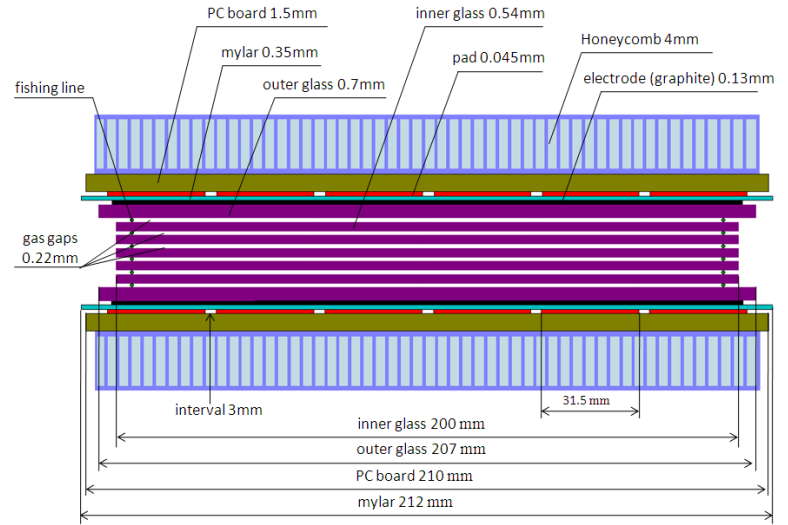 PC board 1.5mm
inner glass 0.54mm
mylar 0.35mm
Honeycomb 4mm
fishing line
outer glass 0.7mm
pad 0.045mm
electrode (graphite) 0.13mm
gas gaps
0.22mm
interval 3mm
31.5 mm
inner glass 200 mm
outer glass 207 mm
PC board 210 mm
mylar 212 mm